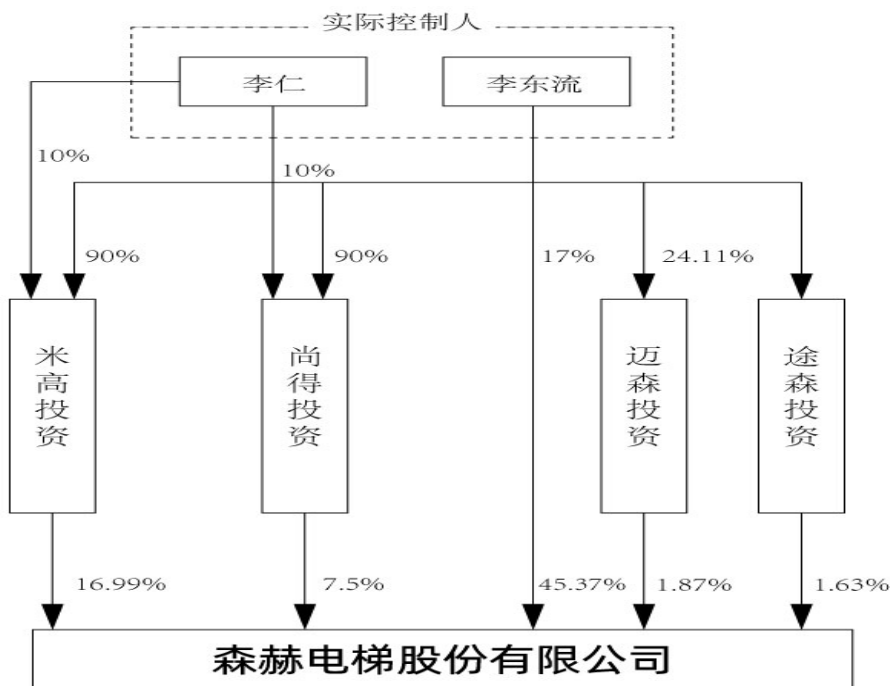 实际控制人
李仁
李东流
10%
10%
90%
90%
17%
24.11%
米高投资
尚得投资
迈森投资
途森投资
16.99%
7.5%
45.37%
1.87%
1.63%
森赫电梯股份有限公司